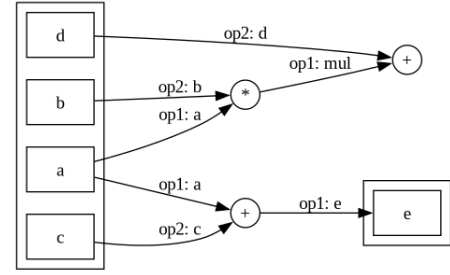 d
op2: d
+
op1: mul
b
op2: b
*
op1: a
a
op1: a
+
op1: e
e
c
op2: c